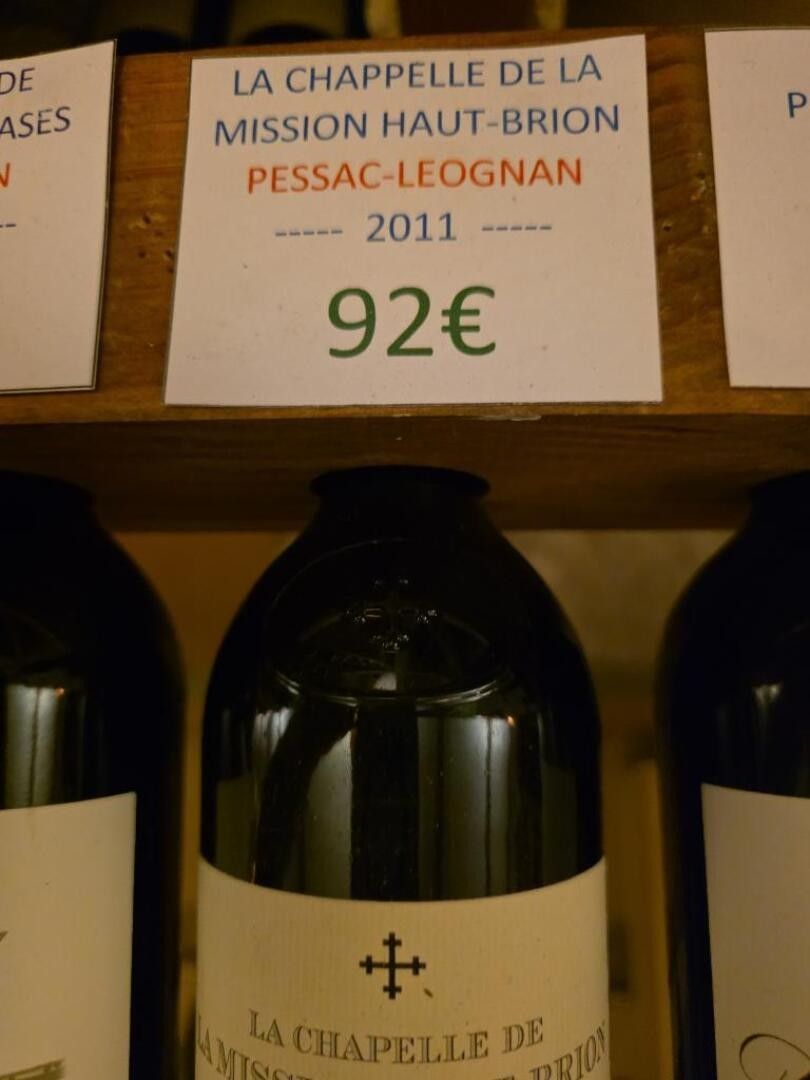 DE
ASES
N
LA CHAPPELLE DE LA
MISSION HAUT-BRION
PESSAC-LEOGNAN
----- 2011 -----
92€
P
LA CHAPELLE DE